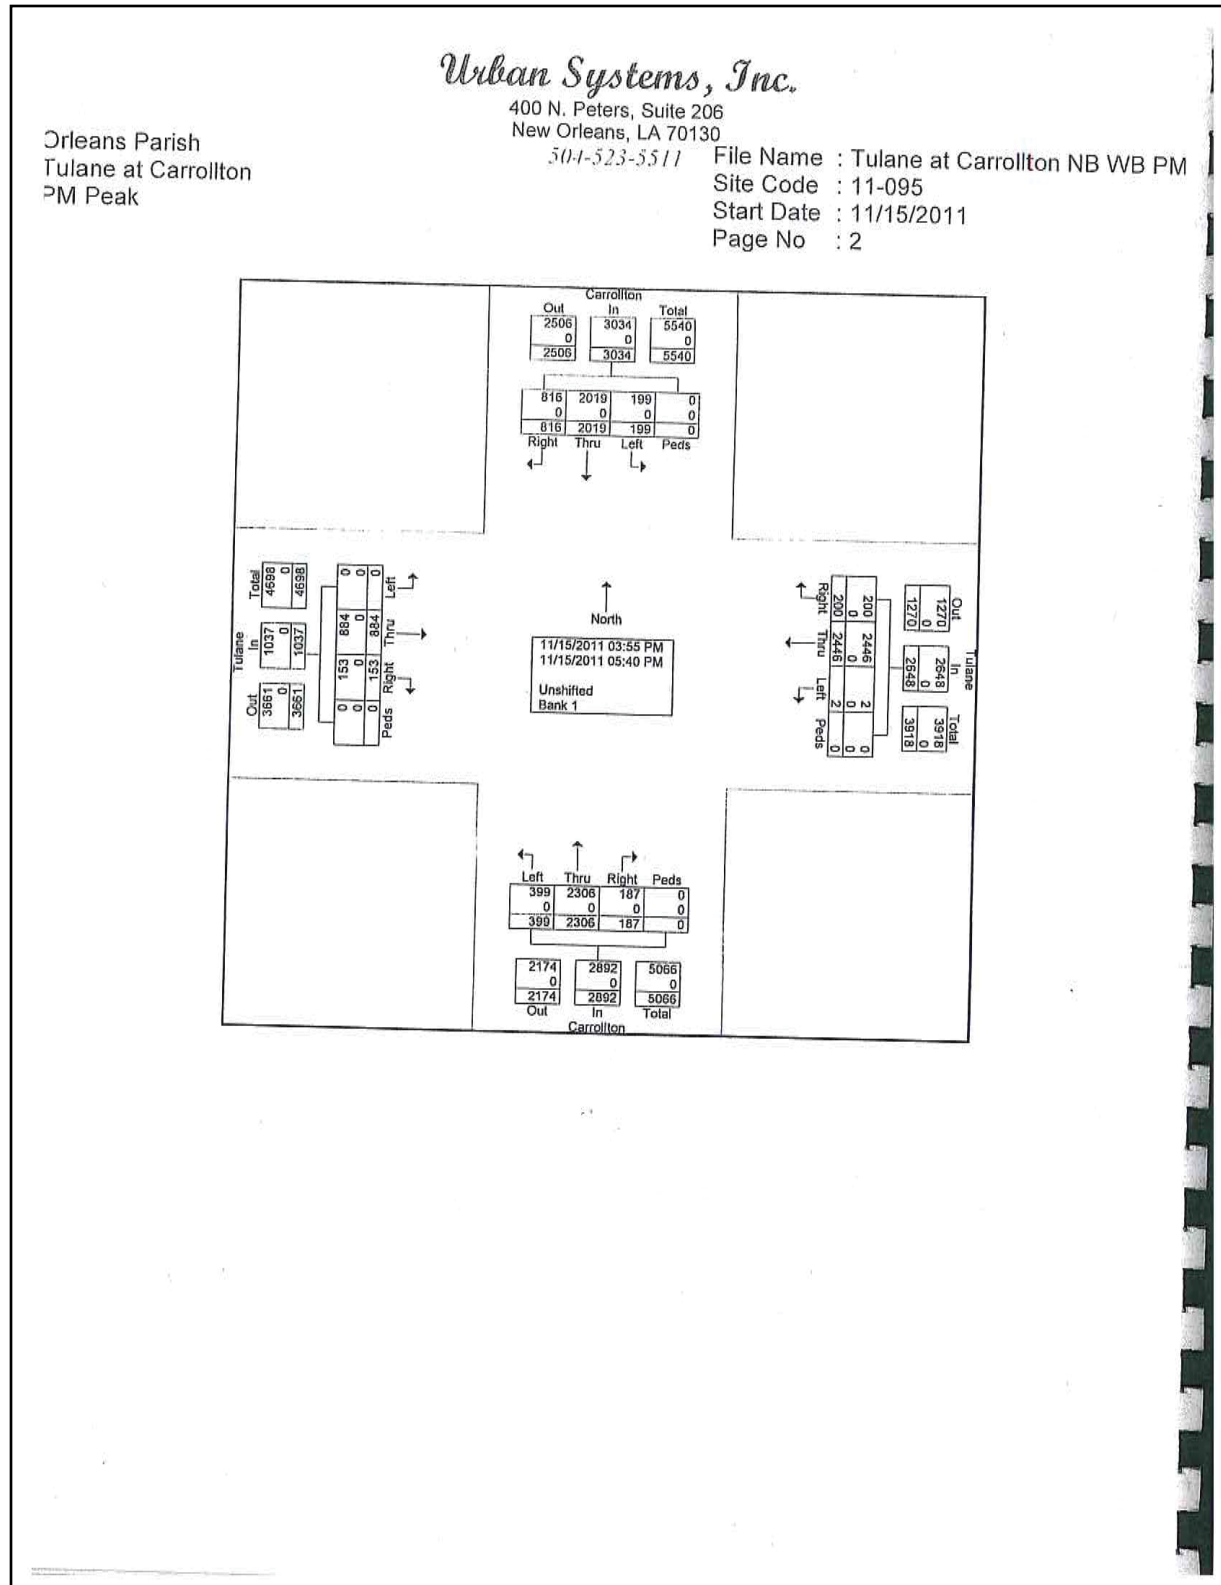 Urban Systems, Inc.
400 N. Peters, Suite 206
New Orleans, LA 70130
504-523-5511
Orleans Parish
Tulane at Carrollton
PM Peak
File Name : Tulane at Carrollton NB WB PM
Site Code : 11-095
Start Date : 11/15/2011
Page No : 2
Carrollton
Out In Total
2506 3034 5540
0 0 0
2506 3034 5540
816 2019 199 0
0 0 0 0
816 2019 199 0
Right Thru Left Peds
Tulane
Total In Out
4698 1037 3661
0 0 0
4698 1037 3661
0 884 153 0
0 0 0 0
0 884 153 0
Left Thru Right Peds
North
11/15/2011 03:55 PM
11/15/2011 05:40 PM
Unshifted
Bank 1
Tulane
Out In Total
1270 2648 3918
0 0 0
1270 2648 3918
200 2446 2 0
0 0 0 0
200 2446 2 0
Right Thru Left Peds
Left Thru Right Peds
399 2306 187 0
0 0 0 0
399 2306 187 0
2174 2892 5066
0 0 0
2174 2892 5066
Out In Total
Carrollton